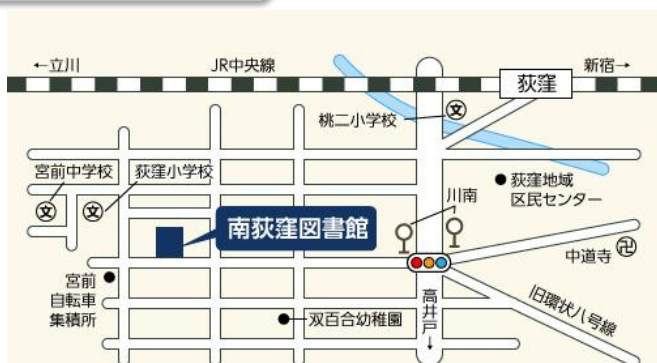 ←立川
JR中央線
新宿→
荻窪
桃二小学校
文
宮前中学校
荻窪小学校
文
文
川南
荻窪地域
区民センター
南荻窪図書館
中道寺
宮前
自転車
集積所
高井戸↓
旧環状八号線
双百合幼稚園